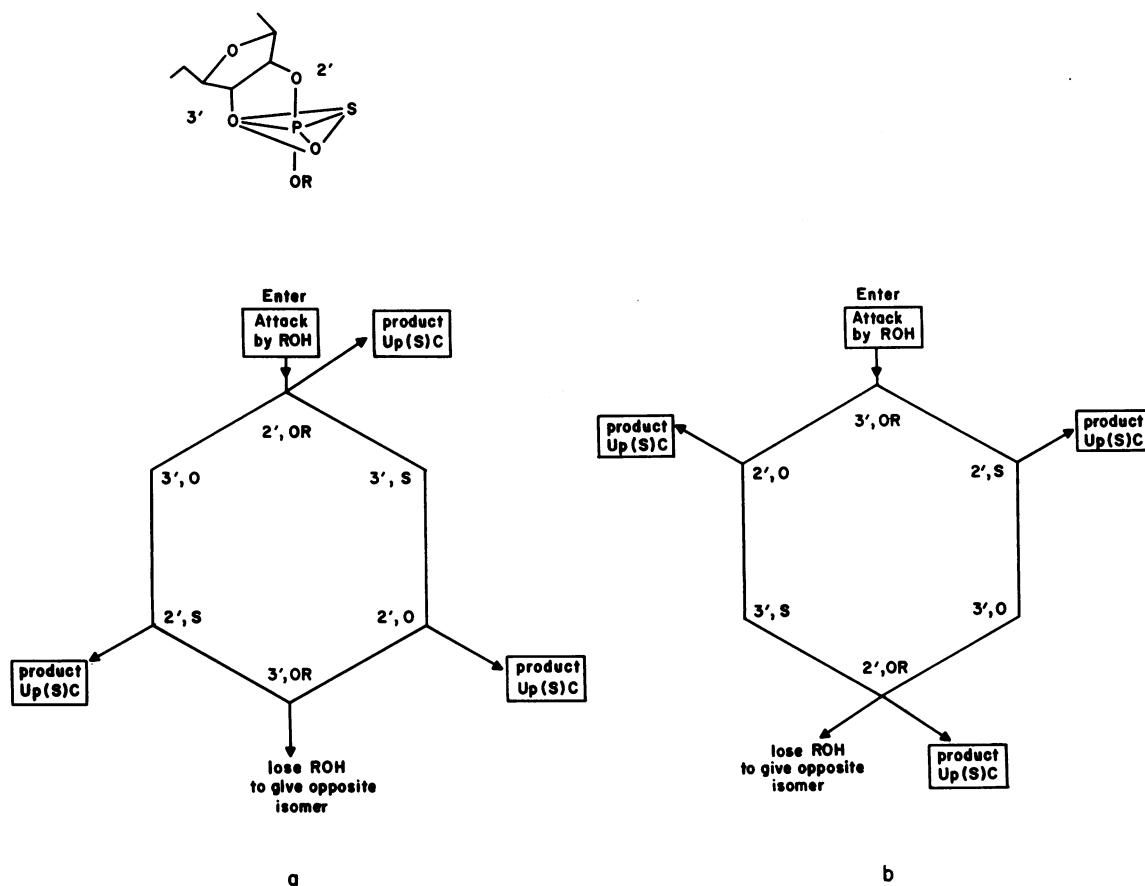 O
O
2'
S
3'
O
P
O
OR
Enter
Attack
by ROH
product
Up(S)C
2', OR
3', O
3', S
2', S
2', O
product
Up(S)C
3', OR
product
Up(S)C
lose ROH
to give opposite
isomer
a
Enter
Attack
by ROH
3', OR
product
Up(S)C
product
Up(S)C
2', O
2', S
3', S
3', O
2', OR
lose ROH
to give opposite
isomer
product
Up(S)C
b